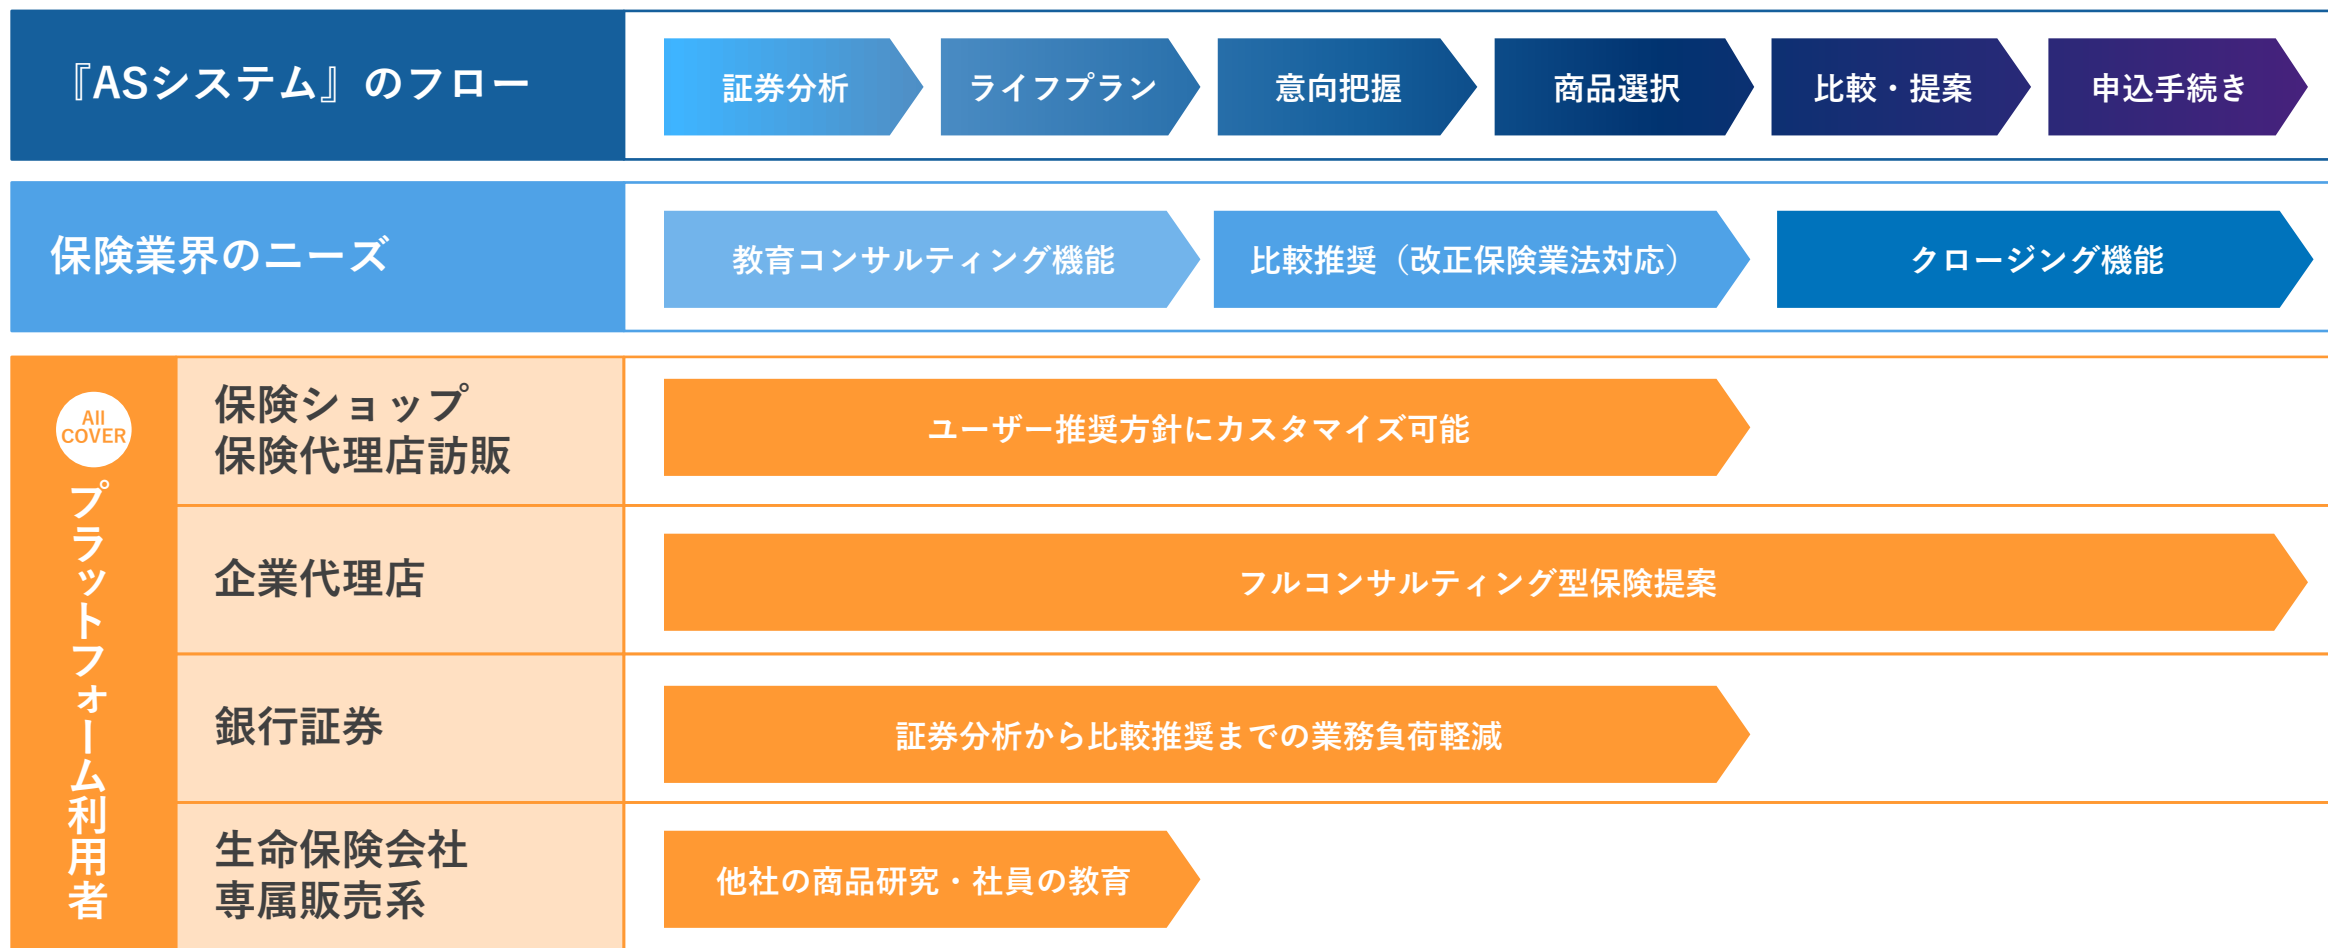 『ASシステム』のフロー
証券分析
ライフプラン
意向把握
商品選択
比較・提案
申込手続き
保険業界のニーズ
教育コンサルティング機能
比較推奨（改正保険業法対応）
クロージング機能
All
COVER
プラットフォーム利用者
保険ショップ
保険代理店訪販
ユーザー推奨方針にカスタマイズ可能
企業代理店
フルコンサルティング型保険提案
銀行証券
証券分析から比較推奨までの業務負荷軽減
生命保険会社
専属販売系
他社の商品研究・社員の教育